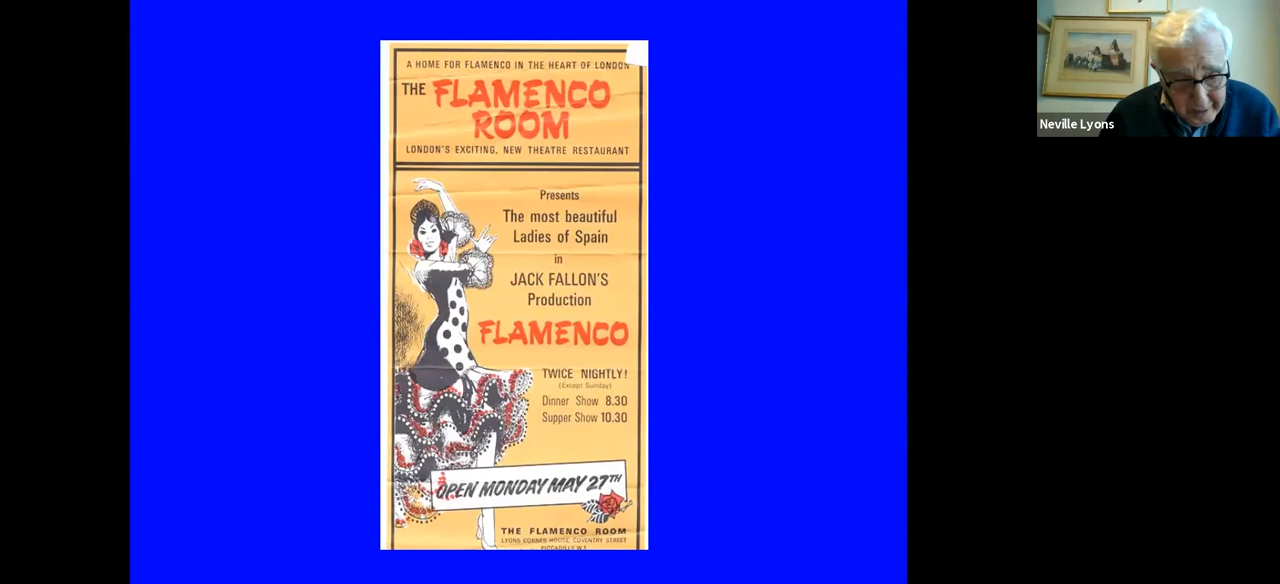 A HOME FOR FLAMENCO IN THE HEART OF LONDON
THE FLAMENCO
ROOM
LONDON'S EXCITING, NEW THEATRE RESTAURANT
Presents
The most beautiful
Ladies of Spain
in
JACK FALLON'S
Production
FLAMENCO
TWICE NIGHTLY!
(Except Sunday)
Dinner Show 8.30
Supper Show 10.30
OPEN MONDAY MAY 27TH
THE FLAMENCO ROOM
LYONS CORNER HOUSE, COVENTRY STREET
PICCADILLY W.1
Neville Lyons